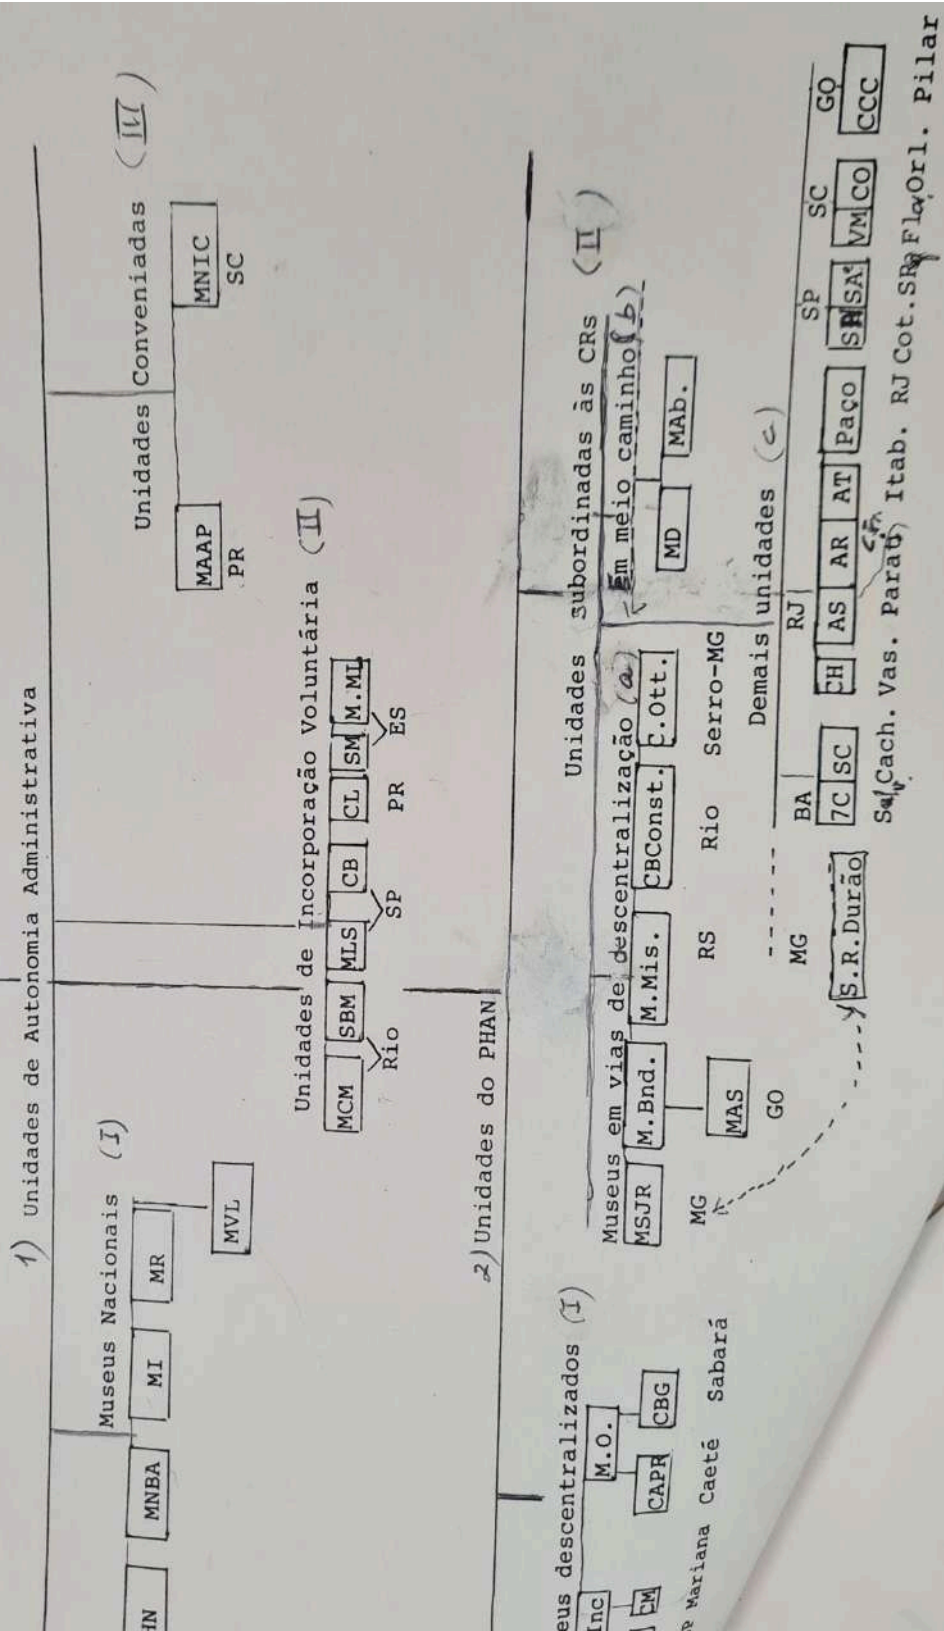 1) Unidades de Autonomia Administrativa
Museus Nacionais (I)
HN MNBA MI MR
MVL
Unidades Conveniadas (III)
MAAP MNIC
PR SC
Unidades de Incorporação Voluntária (II)
MCM SBM MLS CB CL SM M.ML
Rio SP PR ES
2) Unidades do PHAN
eus descentralizados (I)
Inc M.O.
CM CAPR CBG
P Mariana Caeté Sabará
Unidades subordinadas às CRs (II)
Museus em vias de descentralização (a)
Em meio caminho (b)
MSJR M.Bnd. M.Mis. CBConst. C.Ott.
MD MAb.
MAS
MG GO RS Rio Serro-MG
Demais unidades (c)
MG BA RJ SP SC GO
S.R.Durão 7C SC CH AS AR AT Paço SA VM CO CCC
Cach. Vas. Parati Itab. RJ Cot. SR Orl. Pilar